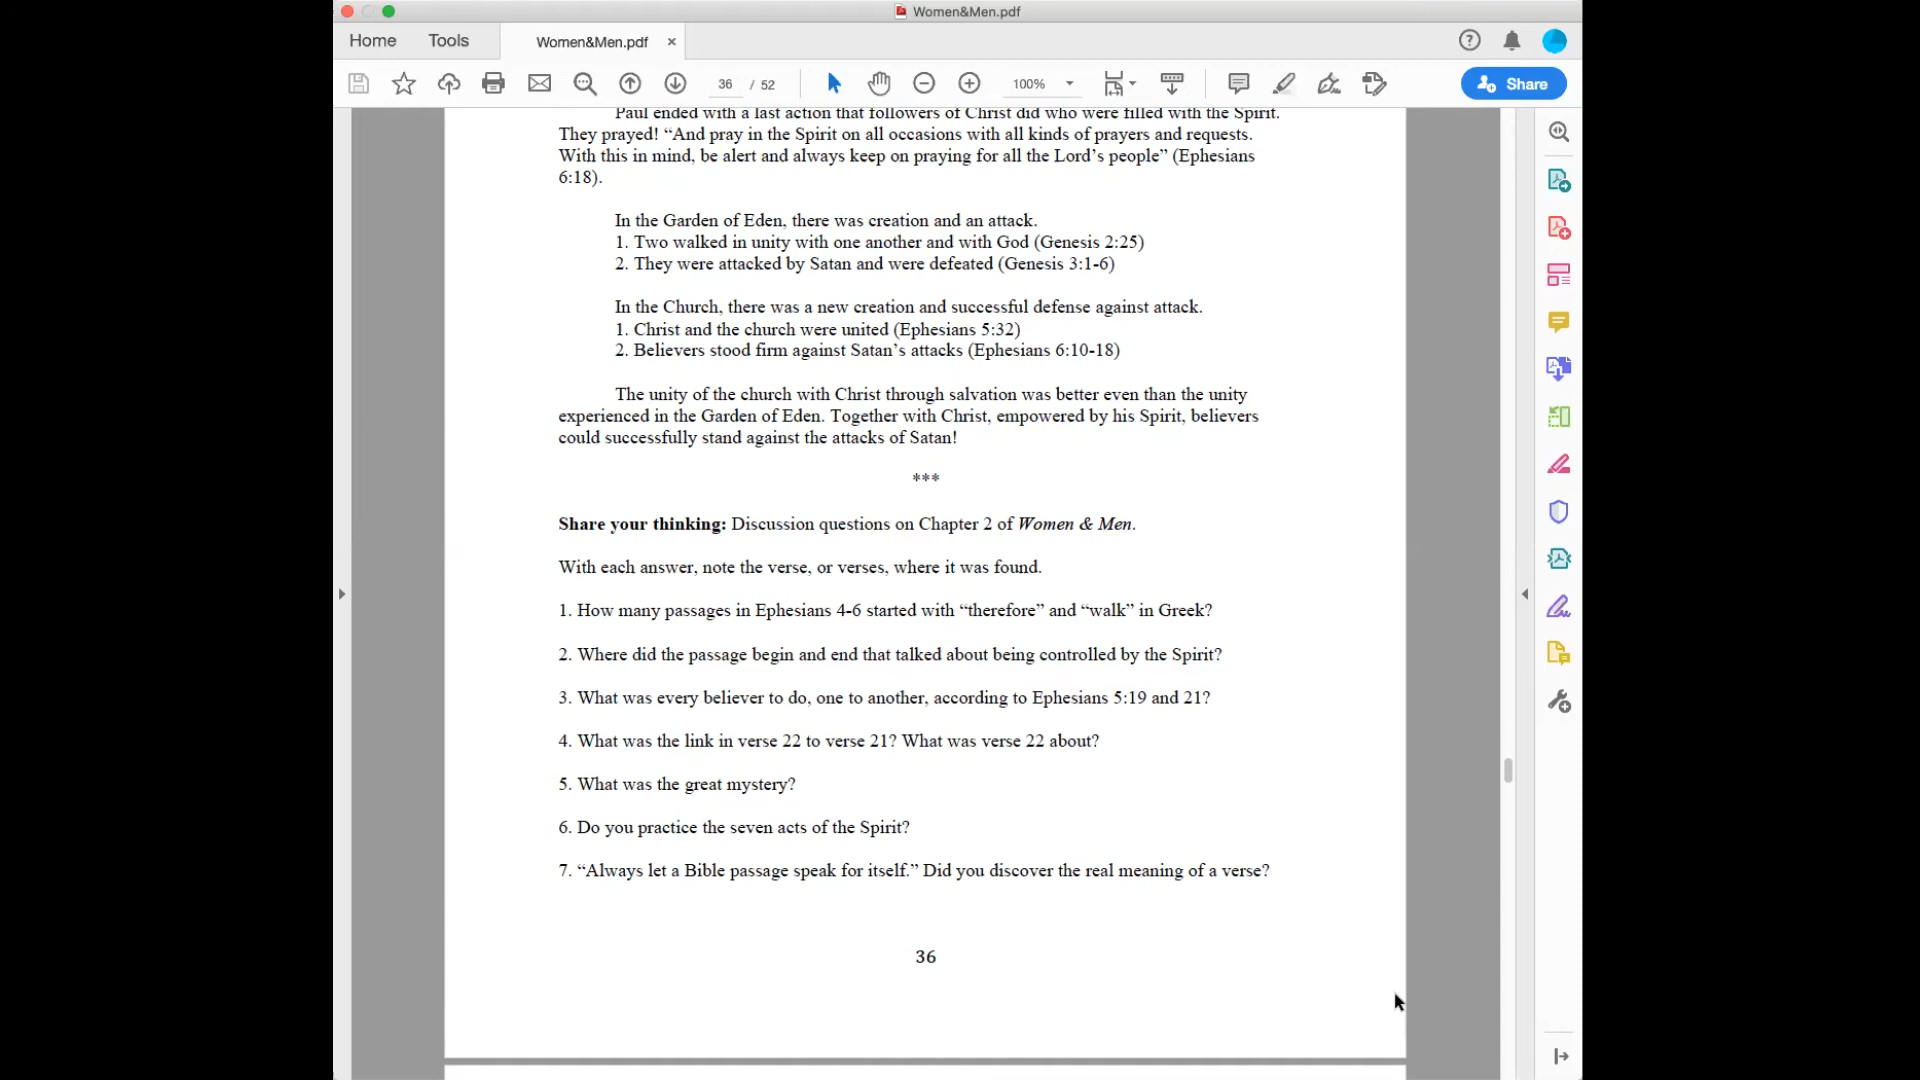 Women&Men.pdf
Home
Tools
Women&Men.pdf
36 / 52
100%
Share
Paul ended with a last action that followers of Christ did who were filled with the Spirit.
They prayed! “And pray in the Spirit on all occasions with all kinds of prayers and requests.
With this in mind, be alert and always keep on praying for all the Lord’s people” (Ephesians
6:18).
In the Garden of Eden, there was creation and an attack.
1. Two walked in unity with one another and with God (Genesis 2:25)
2. They were attacked by Satan and were defeated (Genesis 3:1-6)
In the Church, there was a new creation and successful defense against attack.
1. Christ and the church were united (Ephesians 5:32)
2. Believers stood firm against Satan’s attacks (Ephesians 6:10-18)
The unity of the church with Christ through salvation was better even than the unity
experienced in the Garden of Eden. Together with Christ, empowered by his Spirit, believers
could successfully stand against the attacks of Satan!
***
Share your thinking: Discussion questions on Chapter 2 of Women & Men.
With each answer, note the verse, or verses, where it was found.
1. How many passages in Ephesians 4-6 started with “therefore” and “walk” in Greek?
2. Where did the passage begin and end that talked about being controlled by the Spirit?
3. What was every believer to do, one to another, according to Ephesians 5:19 and 21?
4. What was the link in verse 22 to verse 21? What was verse 22 about?
5. What was the great mystery?
6. Do you practice the seven acts of the Spirit?
7. “Always let a Bible passage speak for itself.” Did you discover the real meaning of a verse?
36